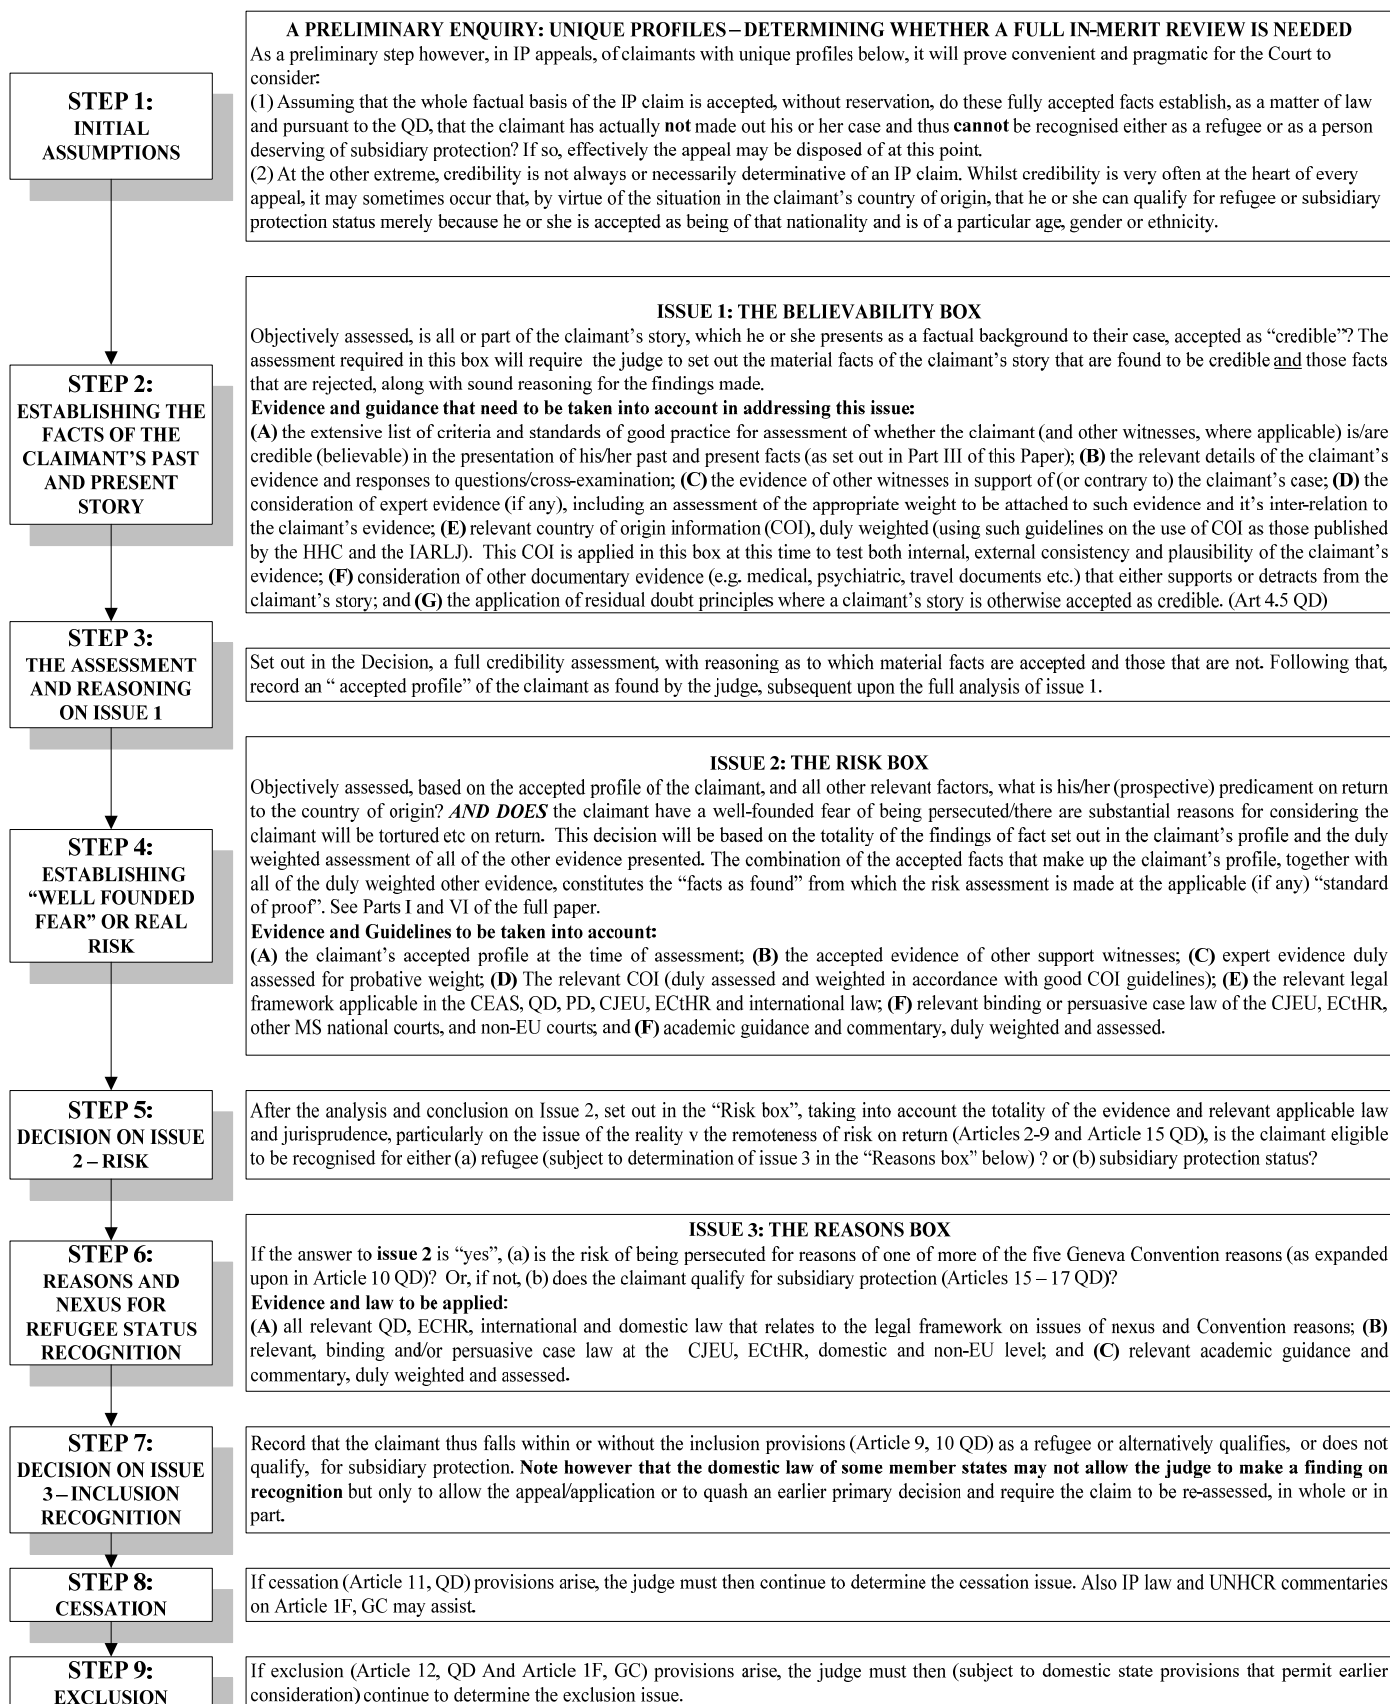 A PRELIMINARY ENQUIRY: UNIQUE PROFILES – DETERMINING WHETHER A FULL IN-MERIT REVIEW IS NEEDED
As a preliminary step however, in IP appeals, of claimants with unique profiles below, it will prove convenient and pragmatic for the Court to
consider:
(1) Assuming that the whole factual basis of the IP claim is accepted, without reservation, do these fully accepted facts establish, as a matter of law
and pursuant to the QD, that the claimant has actually not made out his or her case and thus cannot be recognised either as a refugee or as a person
deserving of subsidiary protection? If so, effectively the appeal may be disposed of at this point.
(2) At the other extreme, credibility is not always or necessarily determinative of an IP claim. Whilst credibility is very often at the heart of every
appeal, it may sometimes occur that, by virtue of the situation in the claimant's country of origin, that he or she can qualify for refugee or subsidiary
protection status merely because he or she is accepted as being of that nationality and is of a particular age, gender or ethnicity.
STEP 1:
INITIAL
ASSUMPTIONS
ISSUE 1: THE BELIEVABILITY BOX
Objectively assessed, is all or part of the claimant's story, which he or she presents as a factual background to their case, accepted as “credible”? The
assessment required in this box will require the judge to set out the material facts of the claimant's story that are found to be credible and those facts
that are rejected, along with sound reasoning for the findings made.
Evidence and guidance that need to be taken into account in addressing this issue:
(A) the extensive list of criteria and standards of good practice for assessment of whether the claimant (and other witnesses, where applicable) is/are
credible (believable) in the presentation of his/her past and present facts (as set out in Part III of this Paper); (B) the relevant details of the claimant's
evidence and responses to questions/cross-examination; (C) the evidence of other witnesses in support of (or contrary to) the claimant's case; (D) the
consideration of expert evidence (if any), including an assessment of the appropriate weight to be attached to such evidence and it's inter-relation to
the claimant's evidence; (E) relevant country of origin information (COI), duly weighted (using such guidelines on the use of COI as those published
by the HHC and the IARLJ). This COI is applied in this box at this time to test both internal, external consistency and plausibility of the claimant's
evidence; (F) consideration of other documentary evidence (e.g. medical, psychiatric, travel documents etc.) that either supports or detracts from the
claimant's story; and (G) the application of residual doubt principles where a claimant's story is otherwise accepted as credible. (Art 4.5 QD)
STEP 2:
ESTABLISHING THE
FACTS OF THE
CLAIMANT'S PAST
AND PRESENT
STORY
STEP 3:
THE ASSESSMENT
AND REASONING
ON ISSUE 1
Set out in the Decision, a full credibility assessment, with reasoning as to which material facts are accepted and those that are not. Following that,
record an “ accepted profile” of the claimant as found by the judge, subsequent upon the full analysis of issue 1.
ISSUE 2: THE RISK BOX
Objectively assessed, based on the accepted profile of the claimant, and all other relevant factors, what is his/her (prospective) predicament on return
to the country of origin? AND DOES the claimant have a well-founded fear of being persecuted/there are substantial reasons for considering the
claimant will be tortured etc on return. This decision will be based on the totality of the findings of fact set out in the claimant's profile and the duly
weighted assessment of all of the other evidence presented. The combination of the accepted facts that make up the claimant's profile, together with
all of the duly weighted other evidence, constitutes the “facts as found” from which the risk assessment is made at the applicable (if any) “standard
of proof”. See Parts I and VI of the full paper.
Evidence and Guidelines to be taken into account:
(A) the claimant's accepted profile at the time of assessment; (B) the accepted evidence of other support witnesses; (C) expert evidence duly
assessed for probative weight; (D) The relevant COI (duly assessed and weighted in accordance with good COI guidelines); (E) the relevant legal
framework applicable in the CEAS, QD, PD, CJEU, ECtHR and international law; (F) relevant binding or persuasive case law of the CJEU, ECtHR,
other MS national courts, and non-EU courts; and (F) academic guidance and commentary, duly weighted and assessed.
STEP 4:
ESTABLISHING
“WELL FOUNDED
FEAR” OR REAL
RISK
STEP 5:
DECISION ON ISSUE
2 – RISK
After the analysis and conclusion on Issue 2, set out in the “Risk box”, taking into account the totality of the evidence and relevant applicable law
and jurisprudence, particularly on the issue of the reality v the remoteness of risk on return (Articles 2-9 and Article 15 QD), is the claimant eligible
to be recognised for either (a) refugee (subject to determination of issue 3 in the “Reasons box” below) ? or (b) subsidiary protection status?
ISSUE 3: THE REASONS BOX
If the answer to issue 2 is “yes”, (a) is the risk of being persecuted for reasons of one of more of the five Geneva Convention reasons (as expanded
upon in Article 10 QD)? Or, if not, (b) does the claimant qualify for subsidiary protection (Articles 15 – 17 QD)?
Evidence and law to be applied:
(A) all relevant QD, ECHR, international and domestic law that relates to the legal framework on issues of nexus and Convention reasons; (B)
relevant, binding and/or persuasive case law at the CJEU, ECtHR, domestic and non-EU level; and (C) relevant academic guidance and
commentary, duly weighted and assessed.
STEP 6:
REASONS AND
NEXUS FOR
REFUGEE STATUS
RECOGNITION
STEP 7:
DECISION ON ISSUE
3 – INCLUSION
RECOGNITION
Record that the claimant thus falls within or without the inclusion provisions (Article 9, 10 QD) as a refugee or alternatively qualifies, or does not
qualify, for subsidiary protection. Note however that the domestic law of some member states may not allow the judge to make a finding on
recognition but only to allow the appeal/application or to quash an earlier primary decision and require the claim to be re-assessed, in whole or in
part.
STEP 8:
CESSATION
If cessation (Article 11, QD) provisions arise, the judge must then continue to determine the cessation issue. Also IP law and UNHCR commentaries
on Article 1F, GC may assist.
STEP 9:
EXCLUSION
If exclusion (Article 12, QD And Article 1F, GC) provisions arise, the judge must then (subject to domestic state provisions that permit earlier
consideration) continue to determine the exclusion issue.